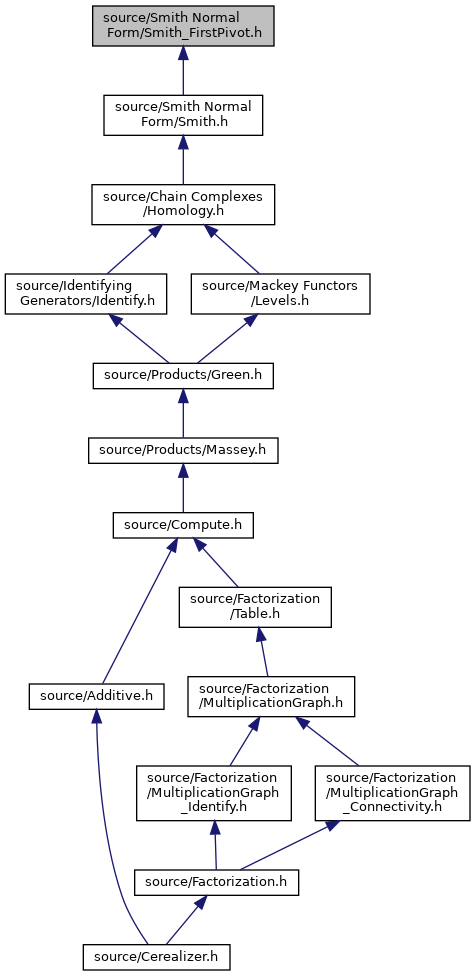 source/Smith Normal
Form/Smith_FirstPivot.h
source/Smith Normal
Form/Smith.h
source/Chain Complexes
/Homology.h
source/Identifying
Generators/Identify.h
source/Mackey Functors
/Levels.h
source/Products/Green.h
source/Products/Massey.h
source/Compute.h
source/Factorization
/Table.h
source/Additive.h
source/Factorization
/MultiplicationGraph.h
source/Factorization
/MultiplicationGraph
_Identify.h
source/Factorization
/MultiplicationGraph
_Connectivity.h
source/Factorization.h
source/Cerealizer.h